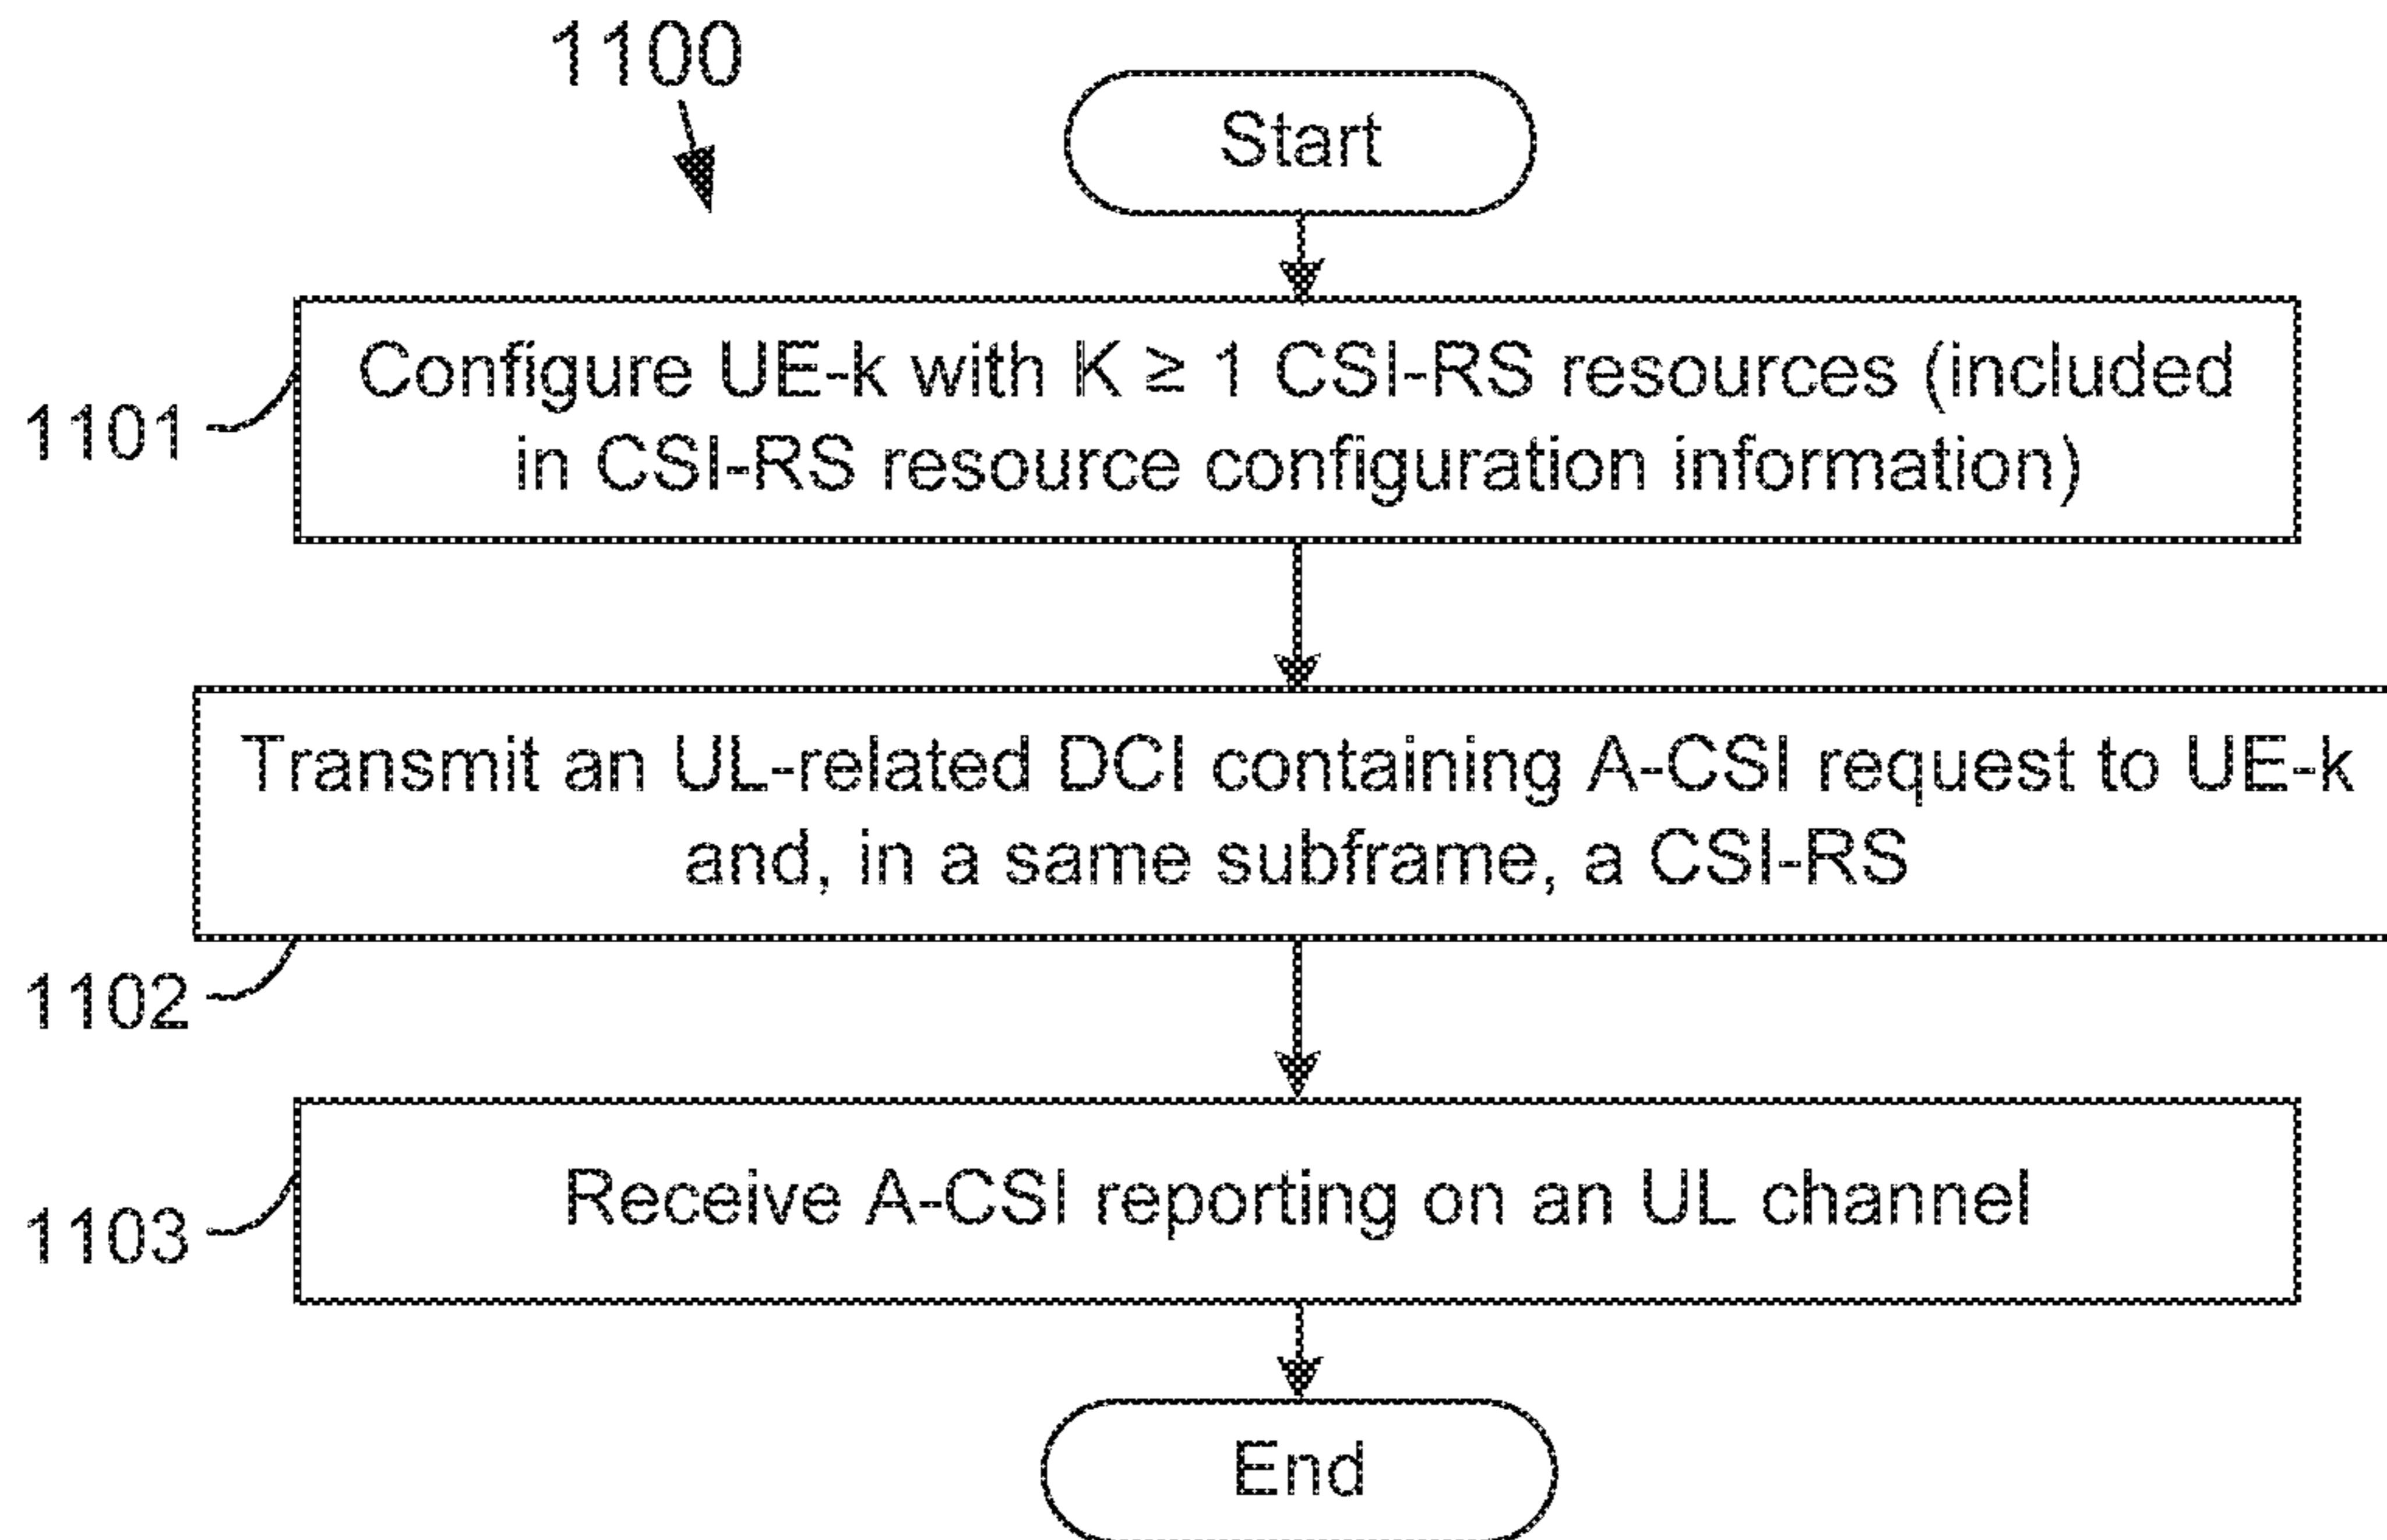 1100
Start
Configure UE-k with K ≥ 1 CSI-RS resources (included
in CSI-RS resource configuration information)
1101
Transmit an UL-related DCI containing A-CSI request to UE-k
and, in a same subframe, a CSI-RS
1102
Receive A-CSI reporting on an UL channel
1103
End